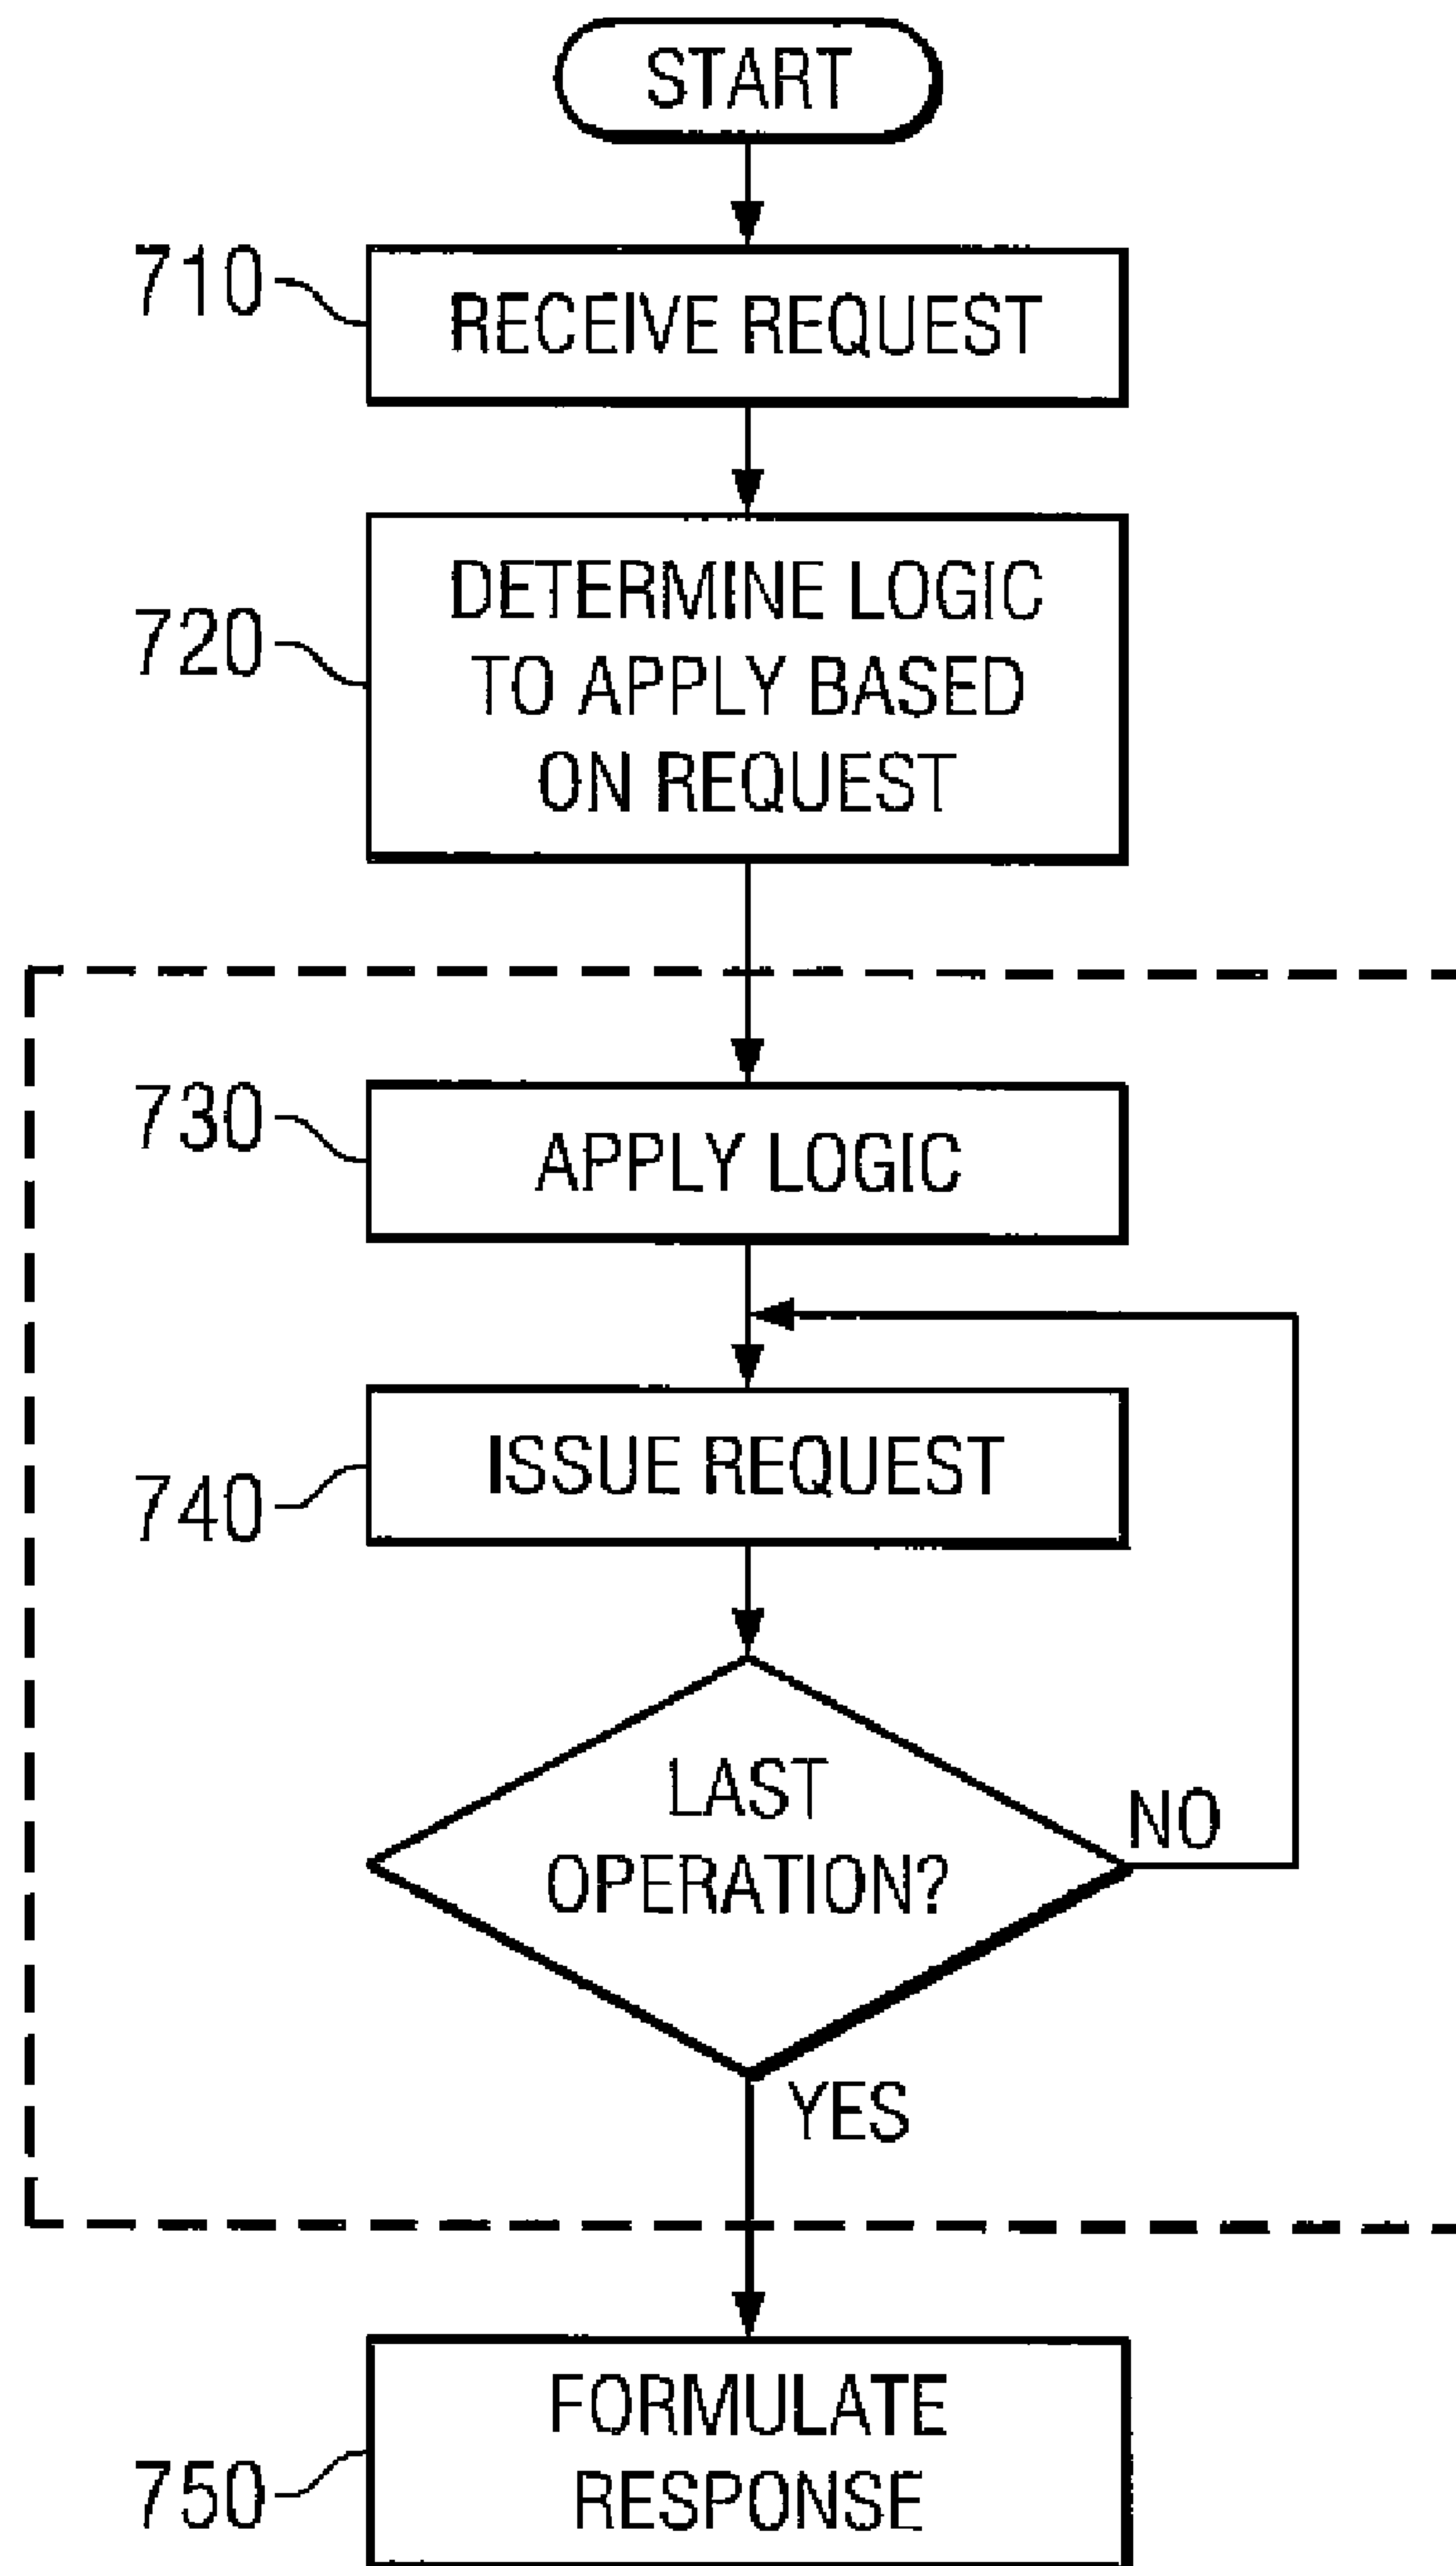 START
710
RECEIVE REQUEST
720
DETERMINE LOGIC
TO APPLY BASED
ON REQUEST
730
APPLY LOGIC
740
ISSUE REQUEST
LAST
OPERATION?
NO
YES
750
FORMULATE
RESPONSE